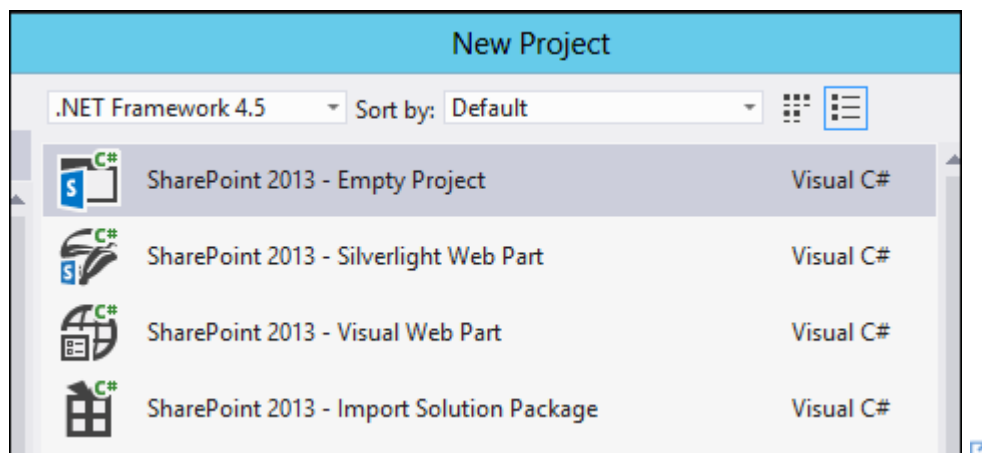 New Project
.NET Framework 4.5 Sort by: Default
C# S SharePoint 2013 - Empty Project Visual C#
C# S SharePoint 2013 - Silverlight Web Part Visual C#
C# SharePoint 2013 - Visual Web Part Visual C#
C# SharePoint 2013 - Import Solution Package Visual C#